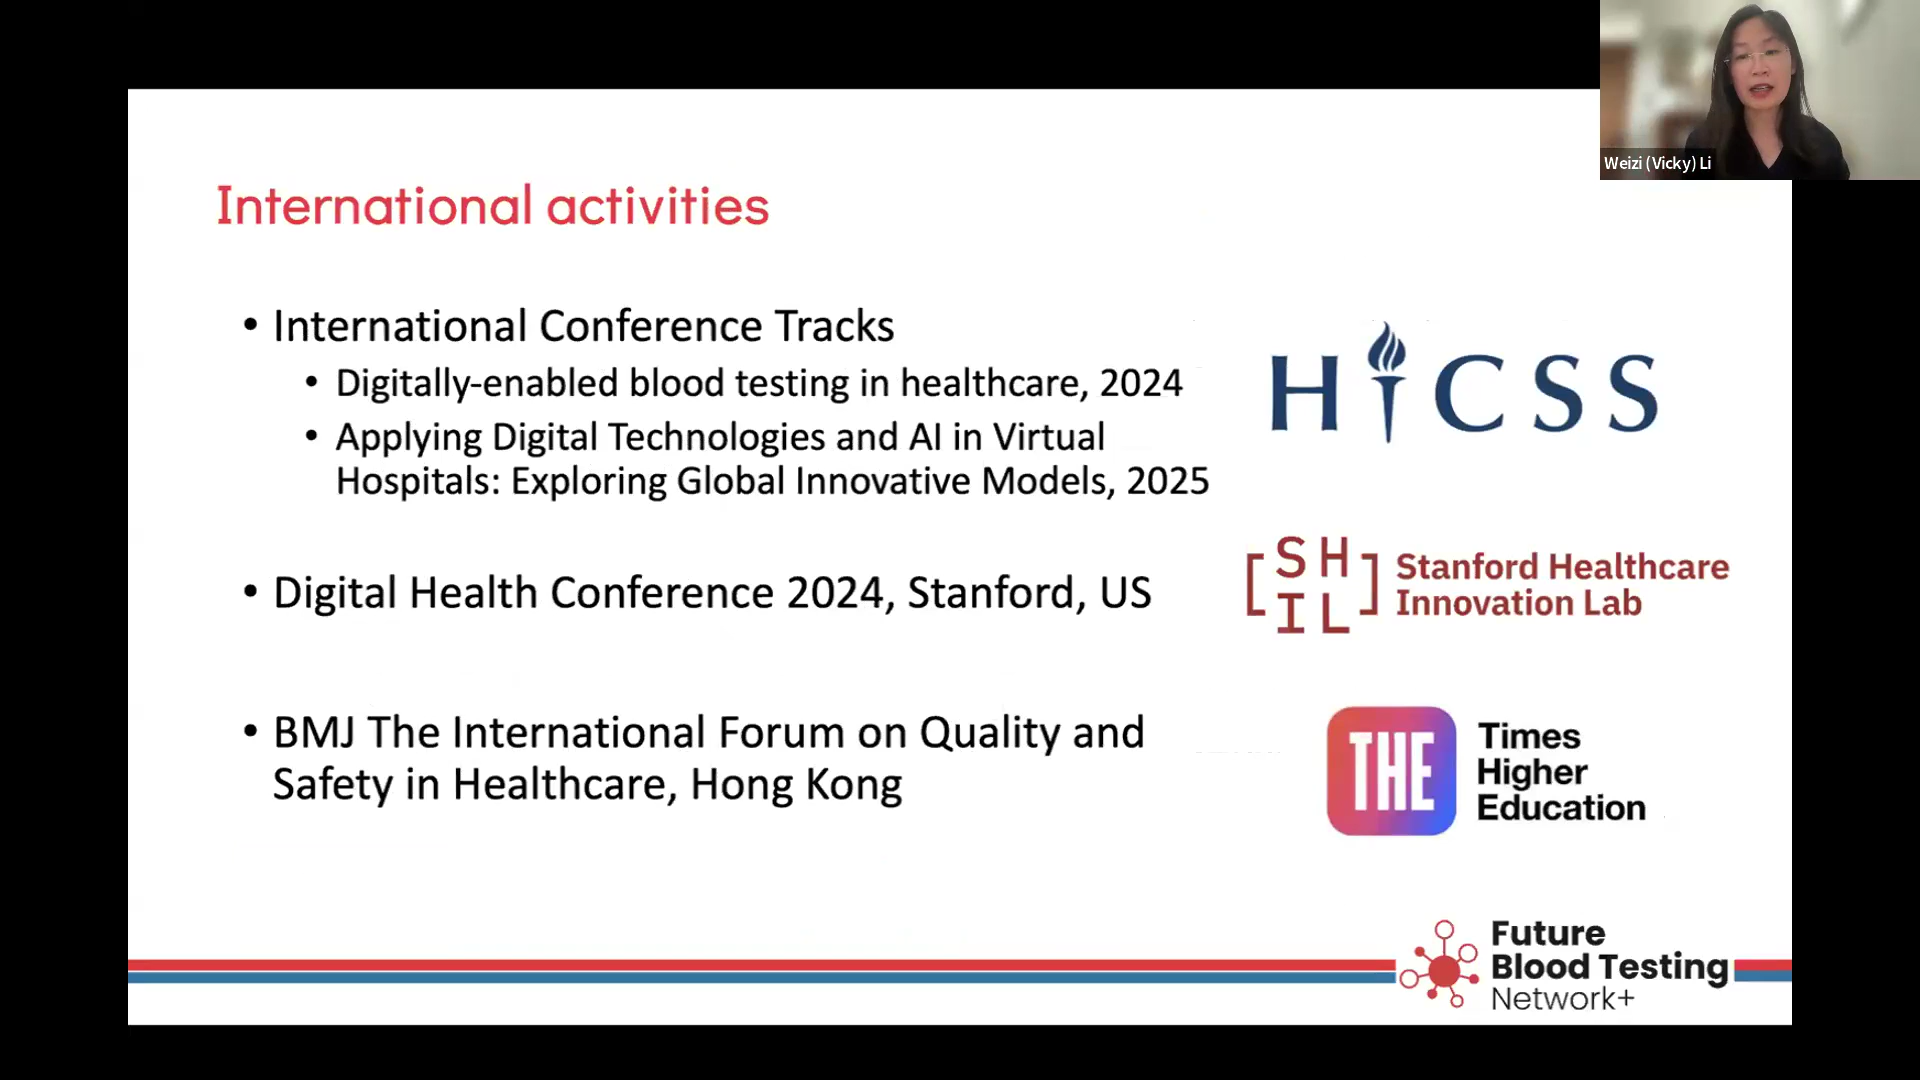 Weizi (Vicky) Li
International activities
• International Conference Tracks
• Digitally-enabled blood testing in healthcare, 2024
• Applying Digital Technologies and AI in Virtual
Hospitals: Exploring Global Innovative Models, 2025
• Digital Health Conference 2024, Stanford, US
• BMJ The International Forum on Quality and
Safety in Healthcare, Hong Kong
HICSS
[SH
IL]
Stanford Healthcare
Innovation Lab
THE
Times
Higher
Education
Future
Blood Testing
Network+